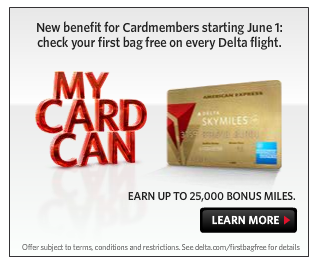 New benefit for Cardmembers starting June 1:
check your first bag free on every Delta flight.
MY
CARD
CAN
AMERICAN EXPRESS
DELTA
SKYMILES
EARN UP TO 25,000 BONUS MILES.
LEARN MORE
Offer subject to terms, conditions and restrictions. See delta.com/firstbagfree for details